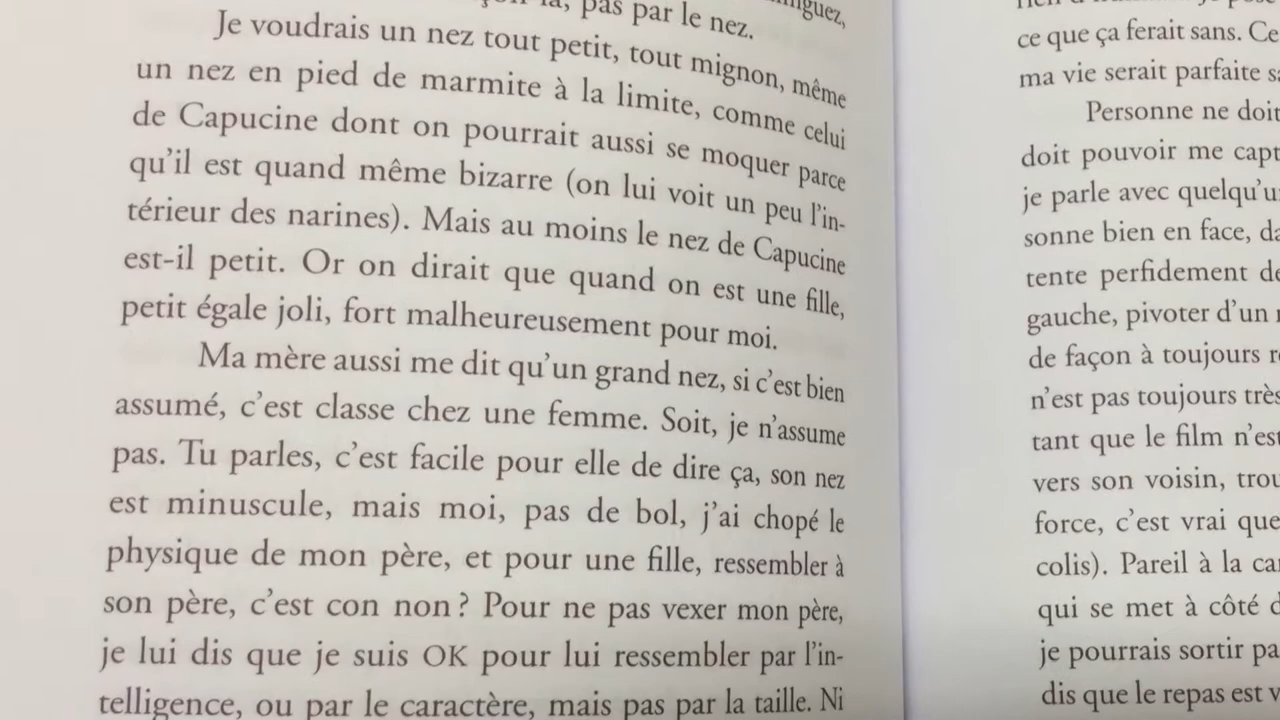 pas par le nez.
Je voudrais un nez tout petit, tout mignon, même
un nez en pied de marmite à la limite, comme celui
de Capucine dont on pourrait aussi se moquer parce
qu'il est quand même bizarre (on lui voit un peu l'in-
térieur des narines). Mais au moins le nez de Capucine
est-il petit. Or on dirait que quand on est une fille,
petit égale joli, fort malheureusement pour moi.
Ma mère aussi me dit qu'un grand nez, si c'est bien
assumé, c'est classe chez une femme. Soit, je n'assume
pas. Tu parles, c'est facile pour elle de dire ça, son nez
est minuscule, mais moi, pas de bol, j'ai chopé le
physique de mon père, et pour une fille, ressembler à
son père, c'est con non ? Pour ne pas vexer mon père,
je lui dis que je suis OK pour lui ressembler par l'in-
telligence, ou par le caractère, mais pas par la taille. Ni
ce que ça ferait sans. Ce
ma vie serait parfaite
Personne ne doit
doit pouvoir me capt
je parle avec quelqu'u
sonne bien en face, da
tente perfidement de
gauche, pivoter d'un
de façon à toujours
n'est pas toujours très
tant que le film n'est
vers son voisin, trou
force, c'est vrai que
colis). Pareil à la
qui se met à côté
je pourrais sortir pa
dis que le repas est